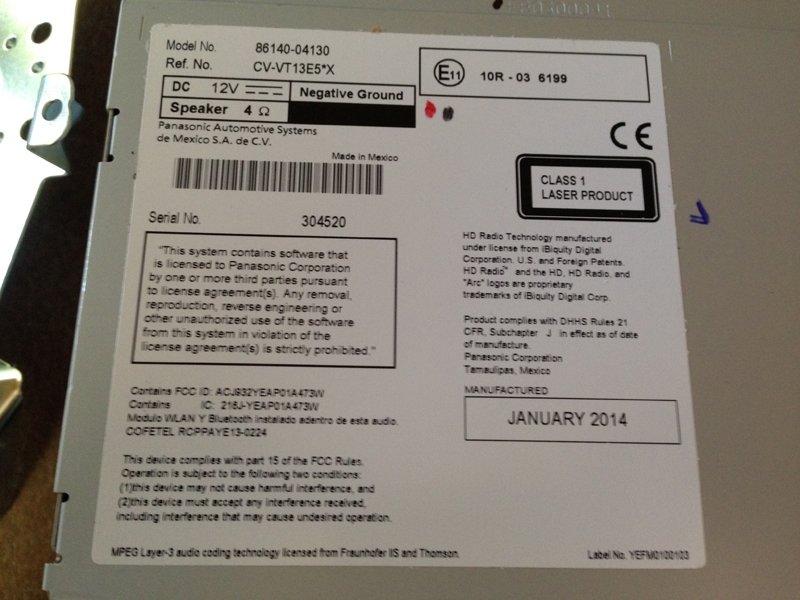 Model No. 86140-04130
Ref. No. CV-VT13E5*X
DC 12V
Negative Ground
Speaker 4 Ω
Panasonic Automotive Systems
de Mexico S.A. de C.V.
Made in Mexico
Serial No. 304520
"This system contains software that
is licensed to Panasonic Corporation
by one or more third parties pursuant
to license agreement(s). Any removal,
reproduction, reverse engineering or
other unauthorized use of the software
from this system in violation of the
license agreement(s) is strictly prohibited."
Contains FCC ID: ACJ932YEAP01A473W
Contains IC: 216J-YEAP01A473W
Modulo WLAN Y Bluetooth instalado adentro de esta audio.
COFETEL RCPPAYE13-0224
This device complies with part 15 of the FCC Rules.
Operation is subject to the following two conditions:
(1)this device may not cause harmful interference, and
(2)this device must accept any interference received,
including interference that may cause undesired operation.
MPEG Layer-3 audio coding technology licensed from Fraunhofer IIS and Thomson.
E11 10R - 03 6199
CE
CLASS 1
LASER PRODUCT
HD Radio Technology manufactured
under license from iBiquity Digital
Corporation. U.S. and Foreign Patents.
HD Radio™ and the HD, HD Radio, and
"Arc" logos are proprietary
trademarks of iBiquity Digital Corp.
Product complies with DHHS Rules 21
CFR, Subchapter J in effect as of date
of manufacture.
Panasonic Corporation
Tamaulipas, Mexico
MANUFACTURED
JANUARY 2014
Label No. YEFM0100103